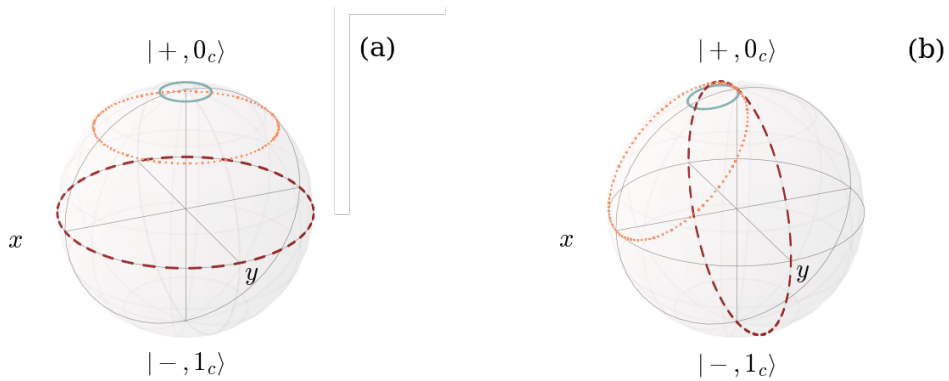 (a)
|+, 0_c⟩
x
y
|−, 1_c⟩
(b)
|+, 0_c⟩
x
y
|−, 1_c⟩